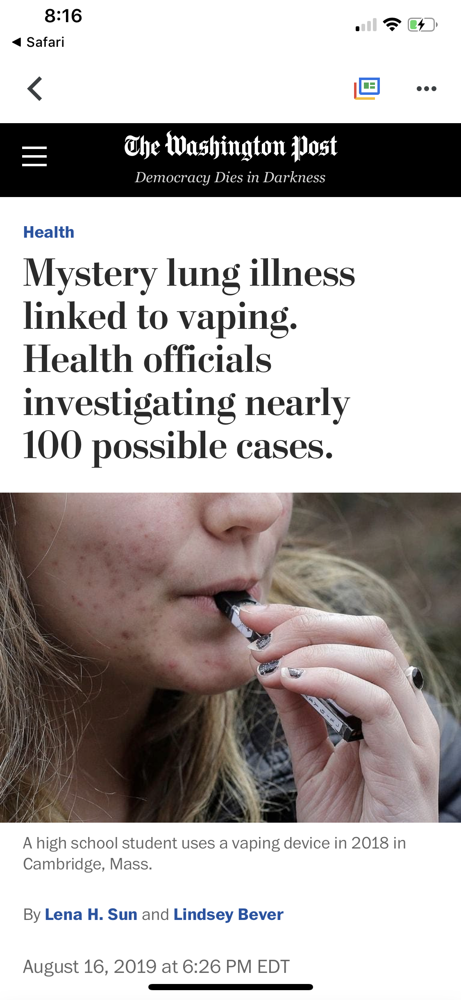 8:16
Safari
The Washington Post
Democracy Dies in Darkness
Health
Mystery lung illness
linked to vaping.
Health officials
investigating nearly
100 possible cases.
A high school student uses a vaping device in 2018 in
Cambridge, Mass.
By Lena H. Sun and Lindsey Bever
August 16, 2019 at 6:26 PM EDT